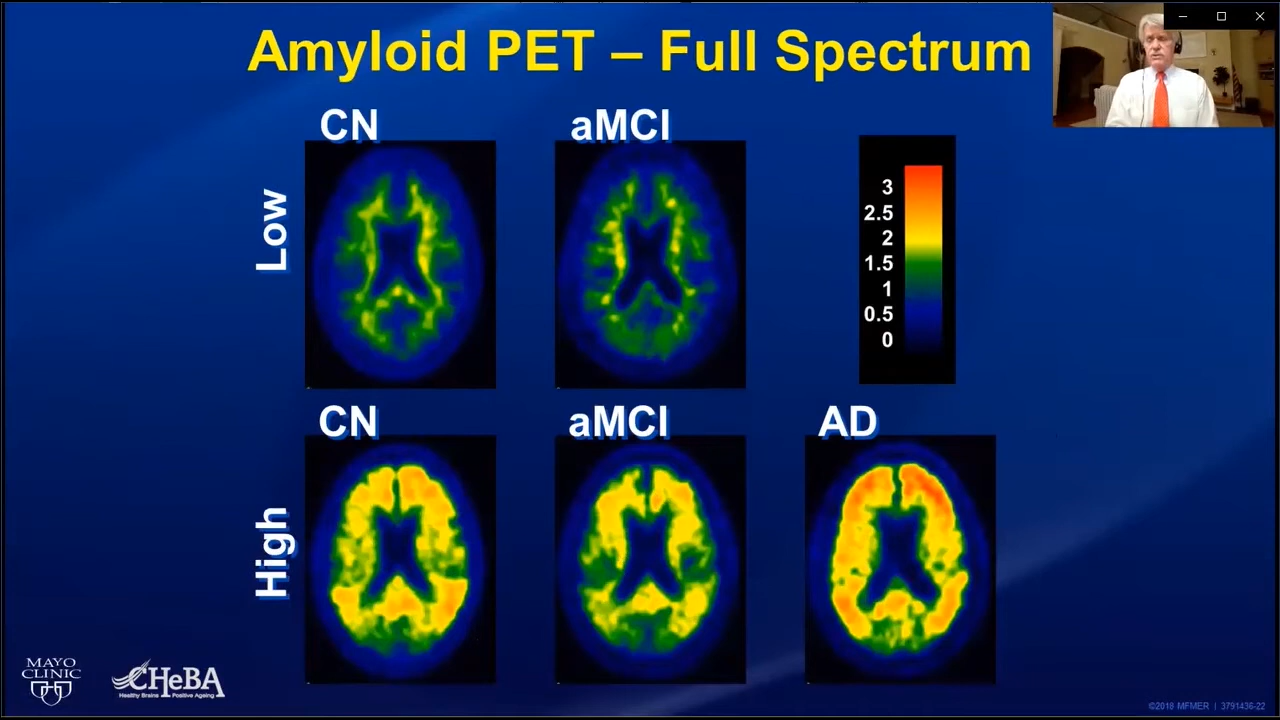 Amyloid PET – Full Spectrum
CN
aMCI
Low
3
2.5
2
1.5
1
0.5
0
CN
aMCI
AD
High
MAYO
CLINIC
CHeBA
Healthy Brains Positive Ageing
©2018 MFMER | 3791436-22